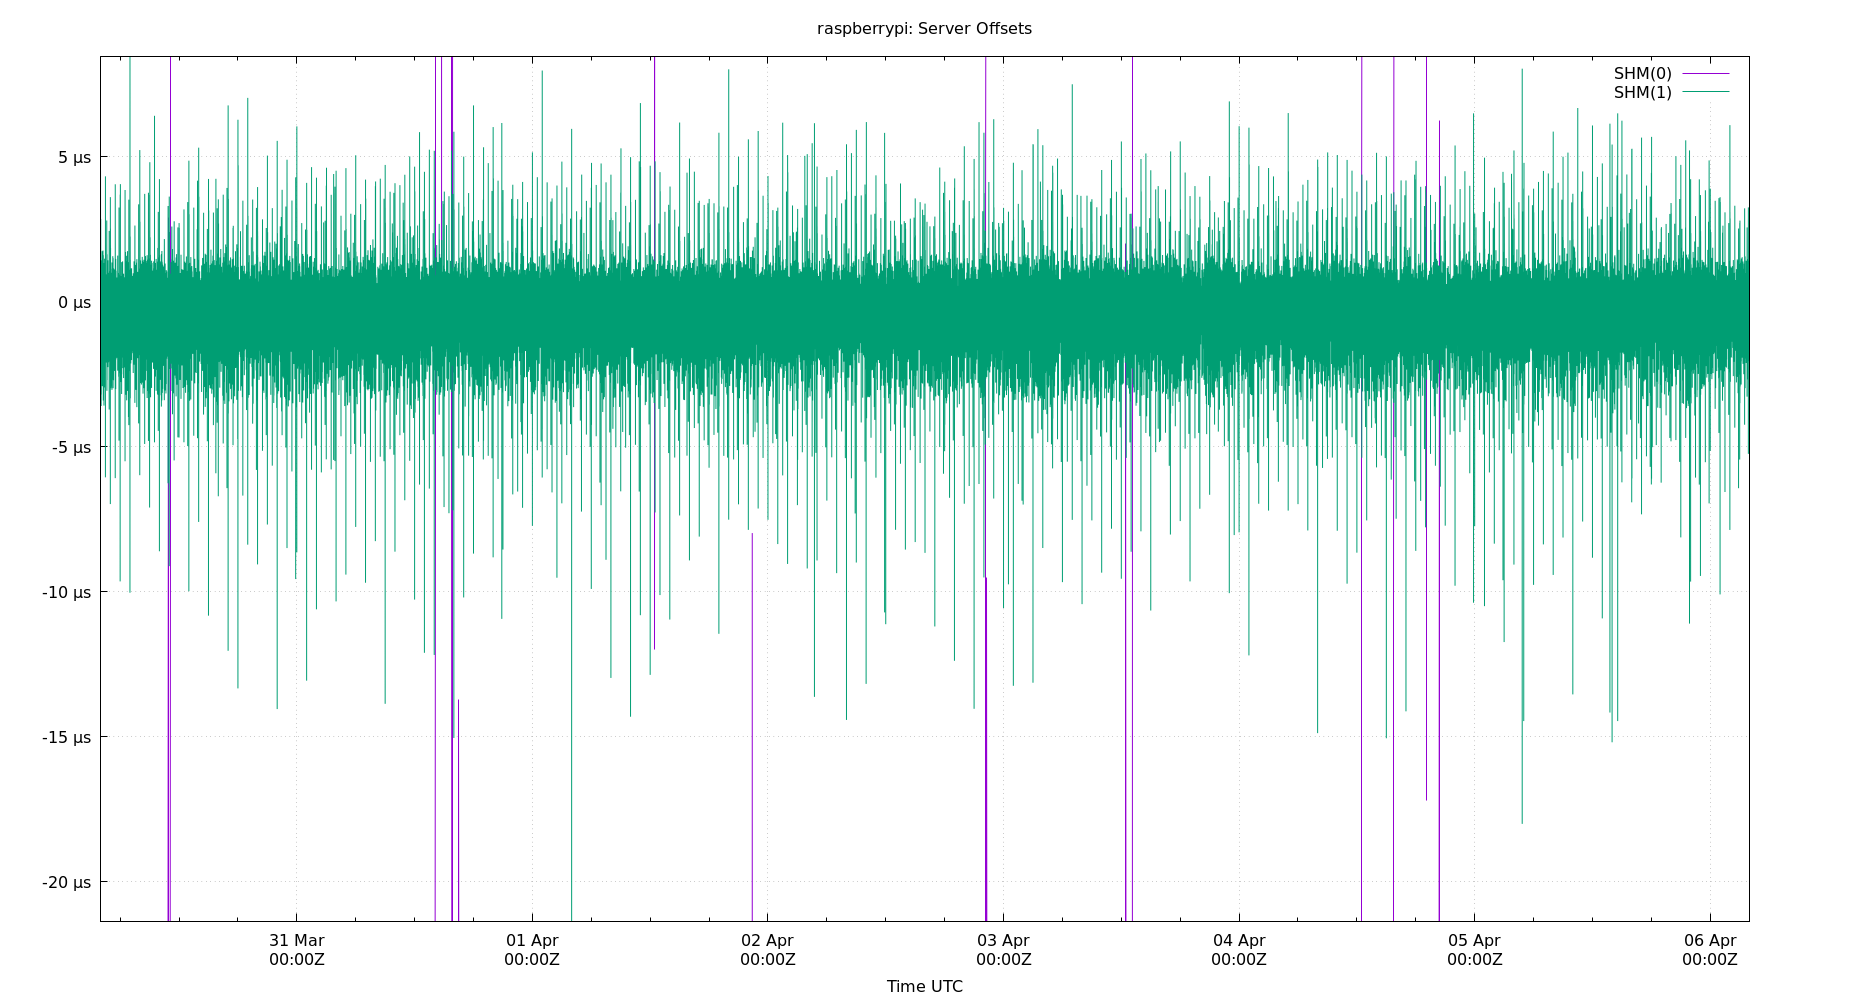 raspberrypi: Server Offsets
SHM(0)
SHM(1)
5 µs
0 µs
-5 µs
-10 µs
-15 µs
-20 µs
31 Mar 01 Apr 02 Apr 03 Apr 04 Apr 05 Apr 06 Apr
00:00Z 00:00Z 00:00Z 00:00Z 00:00Z 00:00Z 00:00Z
Time UTC